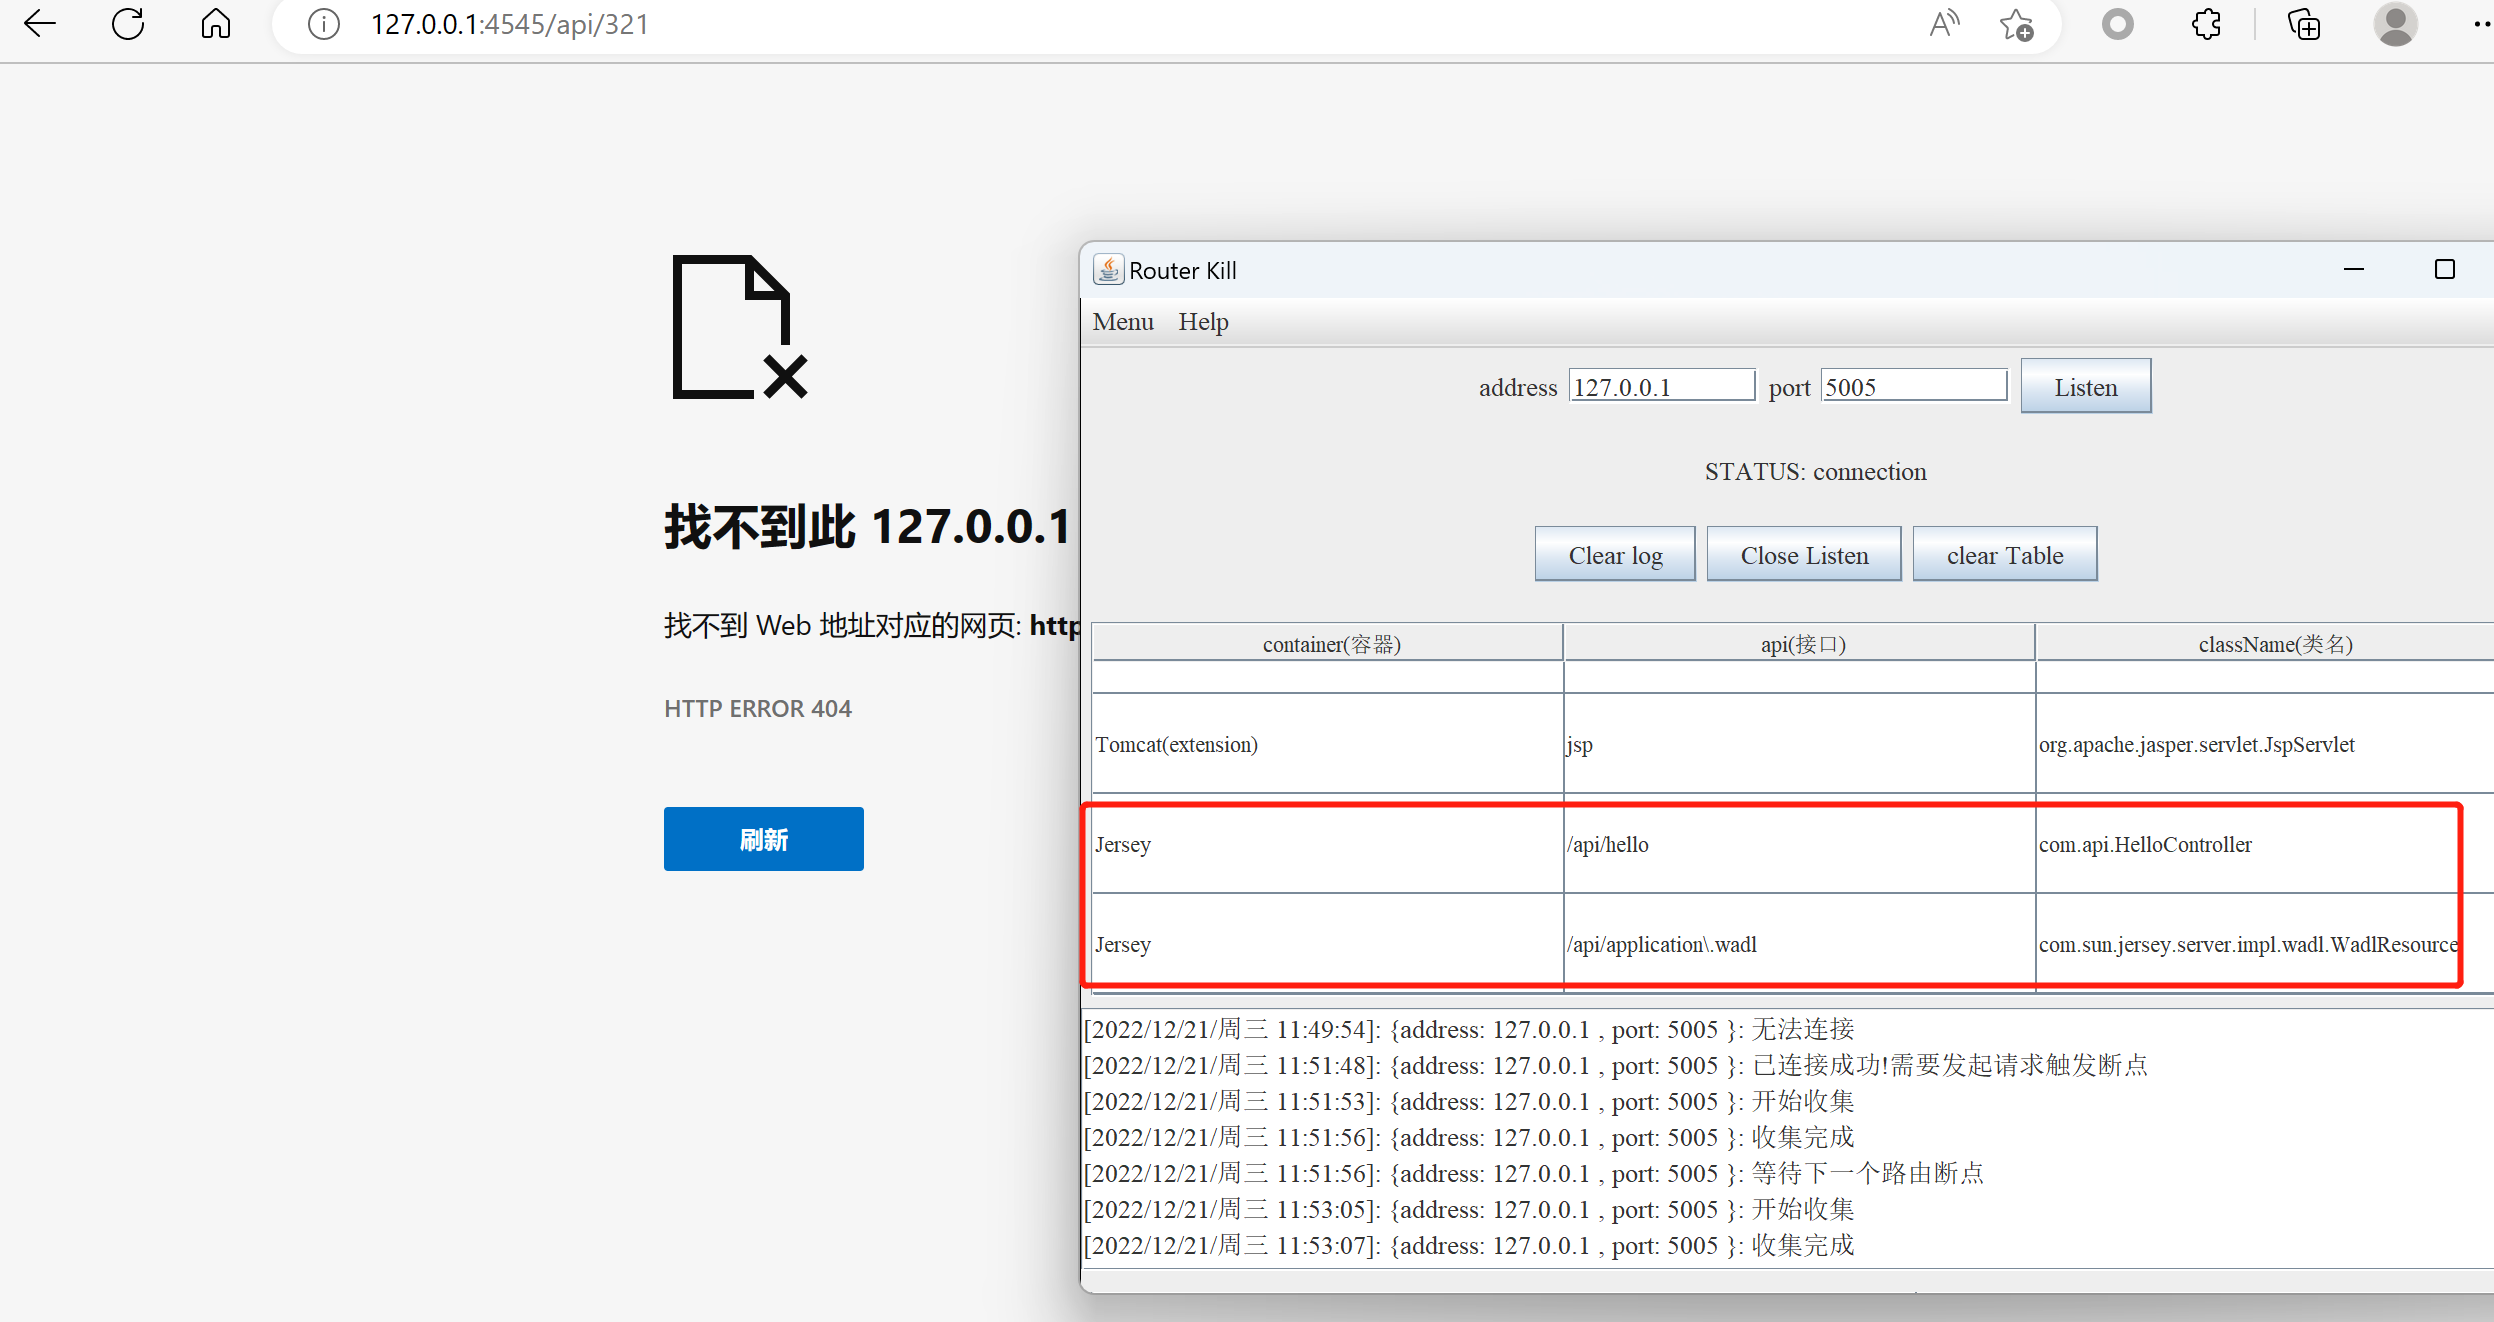 127.0.0.1:4545/api/321
找不到此 127.0.0.1
找不到 Web 地址对应的网页: http
HTTP ERROR 404
刷新
Router Kill
Menu Help
address 127.0.0.1 port 5005 Listen
STATUS: connection
Clear log Close Listen clear Table
container(容器) api(接口) className(类名)
Tomcat(extension) jsp org.apache.jasper.servlet.JspServlet
Jersey /api/hello com.api.HelloController
Jersey /api/application\.wadl com.sun.jersey.server.impl.wadl.WadlResource
[2022/12/21/周三 11:49:54]: {address: 127.0.0.1 , port: 5005 }: 无法连接
[2022/12/21/周三 11:51:48]: {address: 127.0.0.1 , port: 5005 }: 已连接成功!需要发起请求触发断点
[2022/12/21/周三 11:51:53]: {address: 127.0.0.1 , port: 5005 }: 开始收集
[2022/12/21/周三 11:51:56]: {address: 127.0.0.1 , port: 5005 }: 收集完成
[2022/12/21/周三 11:51:56]: {address: 127.0.0.1 , port: 5005 }: 等待下一个路由断点
[2022/12/21/周三 11:53:05]: {address: 127.0.0.1 , port: 5005 }: 开始收集
[2022/12/21/周三 11:53:07]: {address: 127.0.0.1 , port: 5005 }: 收集完成